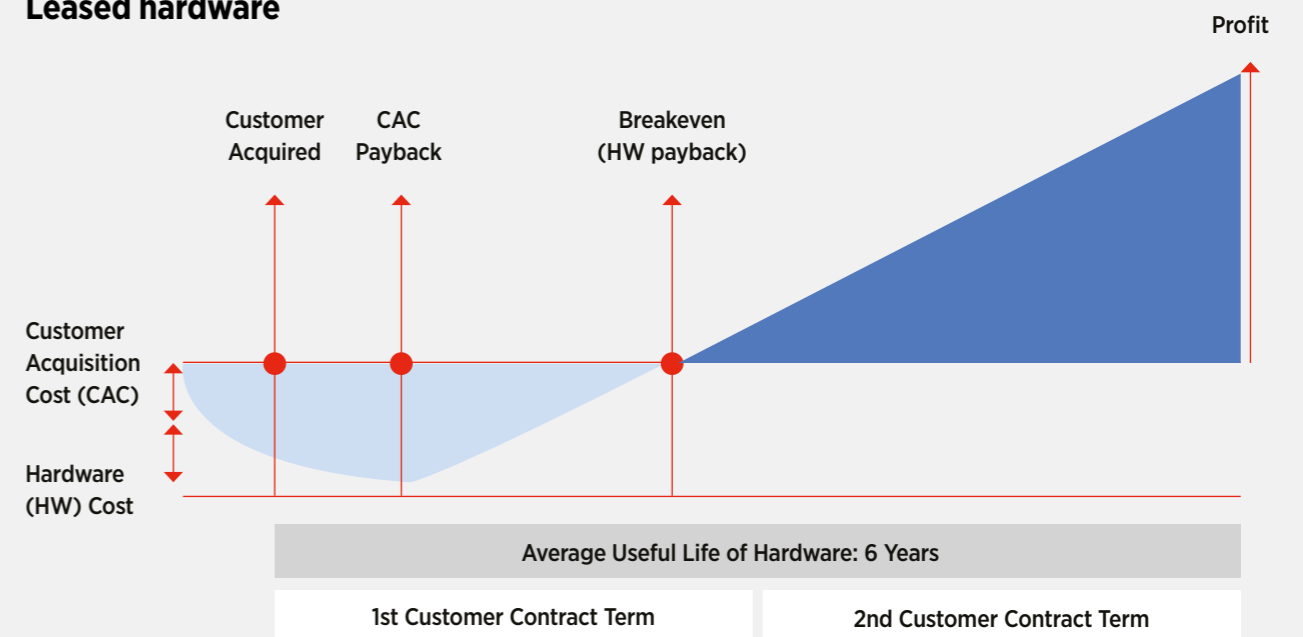 Leased hardware
Profit
Customer
Acquired
CAC
Payback
Breakeven
(HW payback)
Customer
Acquisition
Cost (CAC)
Hardware
(HW) Cost
Average Useful Life of Hardware: 6 Years
1st Customer Contract Term
2nd Customer Contract Term